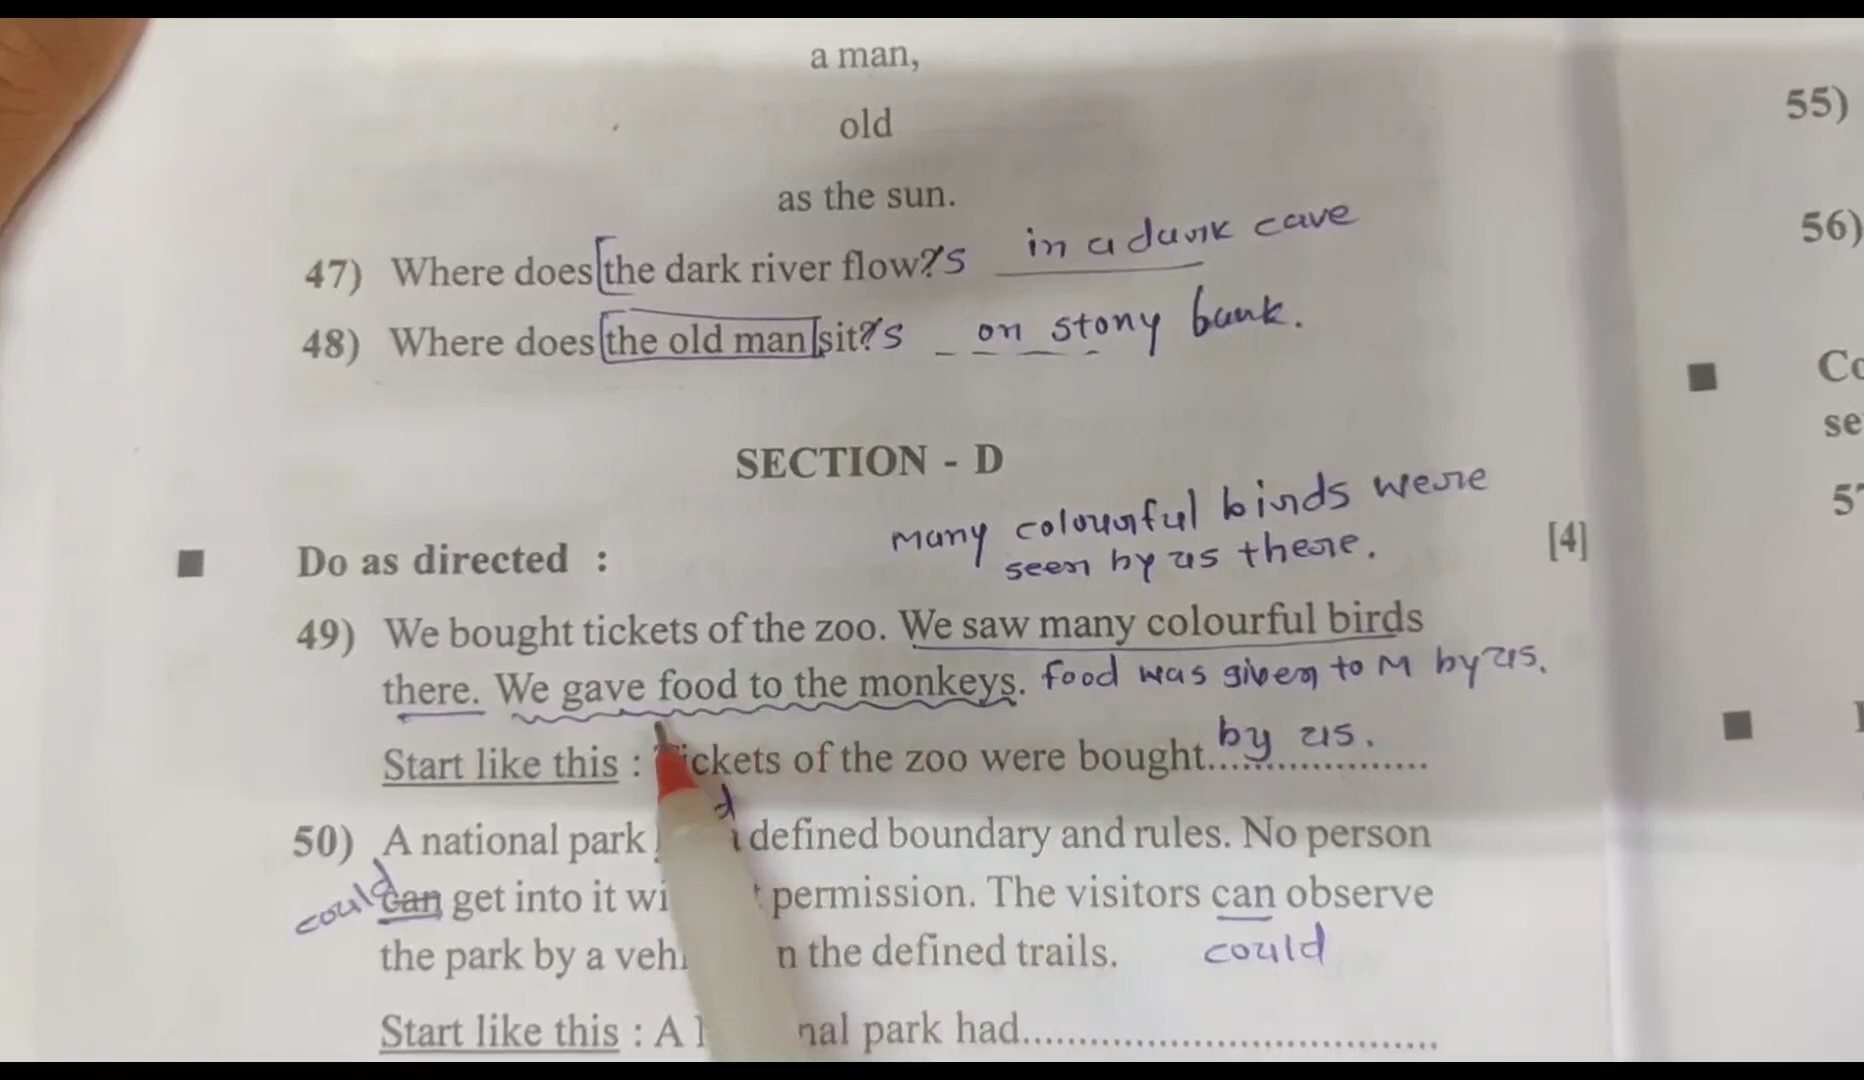 a man,
old
as the sun.
55)
56)
in a dark cave
47) Where does the dark river flow?s
48) Where does the old man sit?s on stony bank.
Co
se
SECTION - D
57
many colourful birds were
seen by us there.
Do as directed : [4]
49) We bought tickets of the zoo. We saw many colourful birds
there. We gave food to the monkeys. food was given to M by us.
Start like this : Tickets of the zoo were bought.................... by us.
50) A national park defined boundary and rules. No person
could can get into it permission. The visitors can observe
the park by a the defined trails. could
Start like this : A park had..........................................